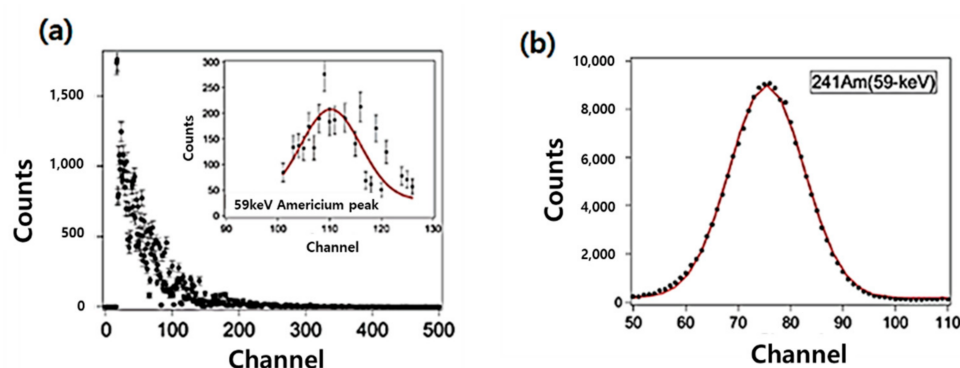 (a)
Counts
1,500
1,000
500
0
0 100 200 300 400 500
Channel
300
250
200
150
100
50
0
Counts
59keV Americium peak
90 100 110 120 130
Channel
(b)
10,000
8,000
6,000
4,000
2,000
0
Counts
241Am(59-keV)
50 60 70 80 90 100 110
Channel